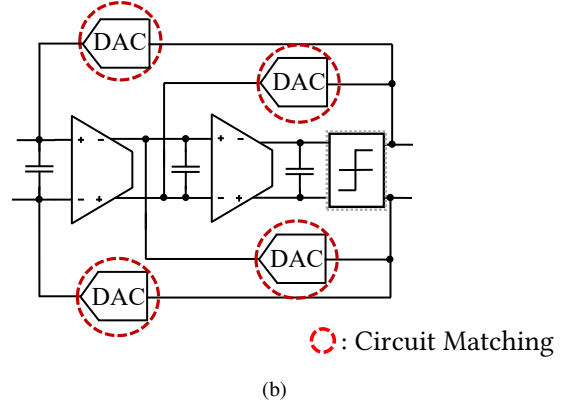 DAC
DAC
+ − + −
− + − +
DAC
DAC
: Circuit Matching
(b)